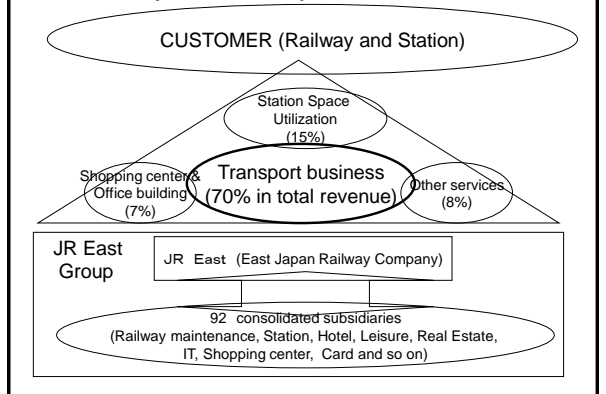 CUSTOMER (Railway and Station)
Station Space
Utilization
(15%)
Shopping center &
Office building
(7%)
Transport business
(70% in total revenue)
Other services
(8%)
JR East
Group
JR East (East Japan Railway Company)
92 consolidated subsidiaries
(Railway maintenance, Station, Hotel, Leisure, Real Estate,
IT, Shopping center, Card and so on)